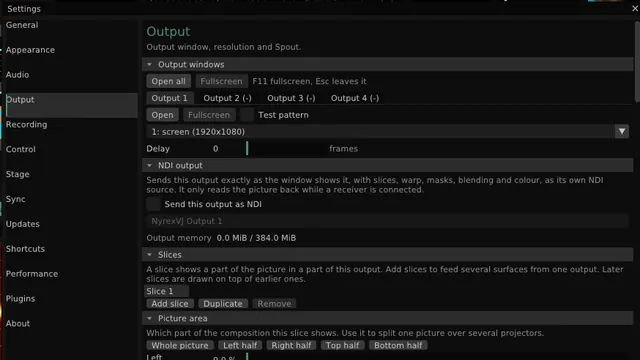 Settings
General
Appearance
Audio
Output
Recording
Control
Stage
Sync
Updates
Shortcuts
Performance
Plugins
About
Output
Output window, resolution and Spout.
Output windows
Open all Fullscreen F11 fullscreen, Esc leaves it
Output 1 Output 2 (-) Output 3 (-) Output 4 (-)
Open Fullscreen Test pattern
1: screen (1920x1080)
Delay 0 frames
NDI output
Sends this output exactly as the window shows it, with slices, warp, masks, blending and colour, as its own NDI
source. It only reads the picture back while a receiver is connected.
Send this output as NDI
NyrexVJ Output 1
Output memory 0.0 MiB / 384.0 MiB
Slices
A slice shows a part of the picture in a part of this output. Add slices to feed several surfaces from one output. Later
slices are drawn on top of earlier ones.
Slice 1
Add slice Duplicate Remove
Picture area
Which part of the composition this slice shows. Use it to split one picture over several projectors.
Whole picture Left half Right half Top half Bottom half
Left 0.0 %